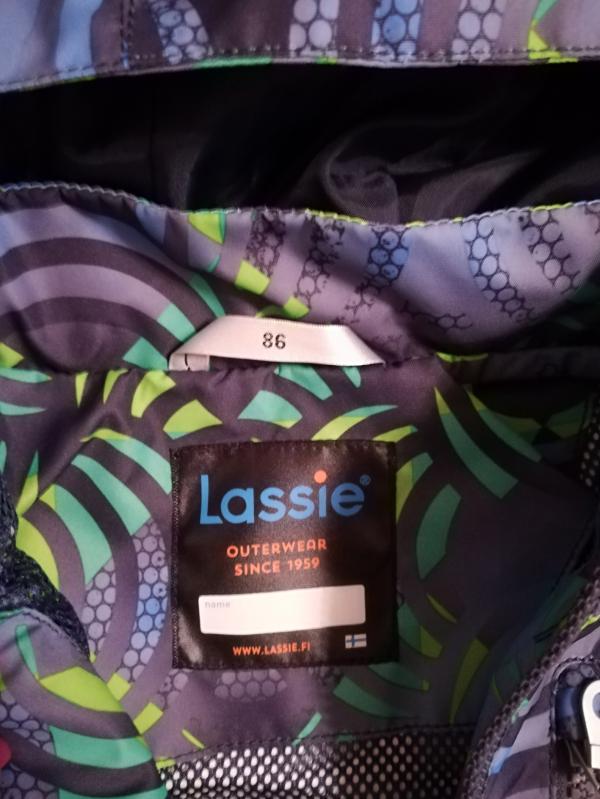 86
Lassie®
OUTERWEAR
SINCE 1959
name
WWW.LASSIE.FI